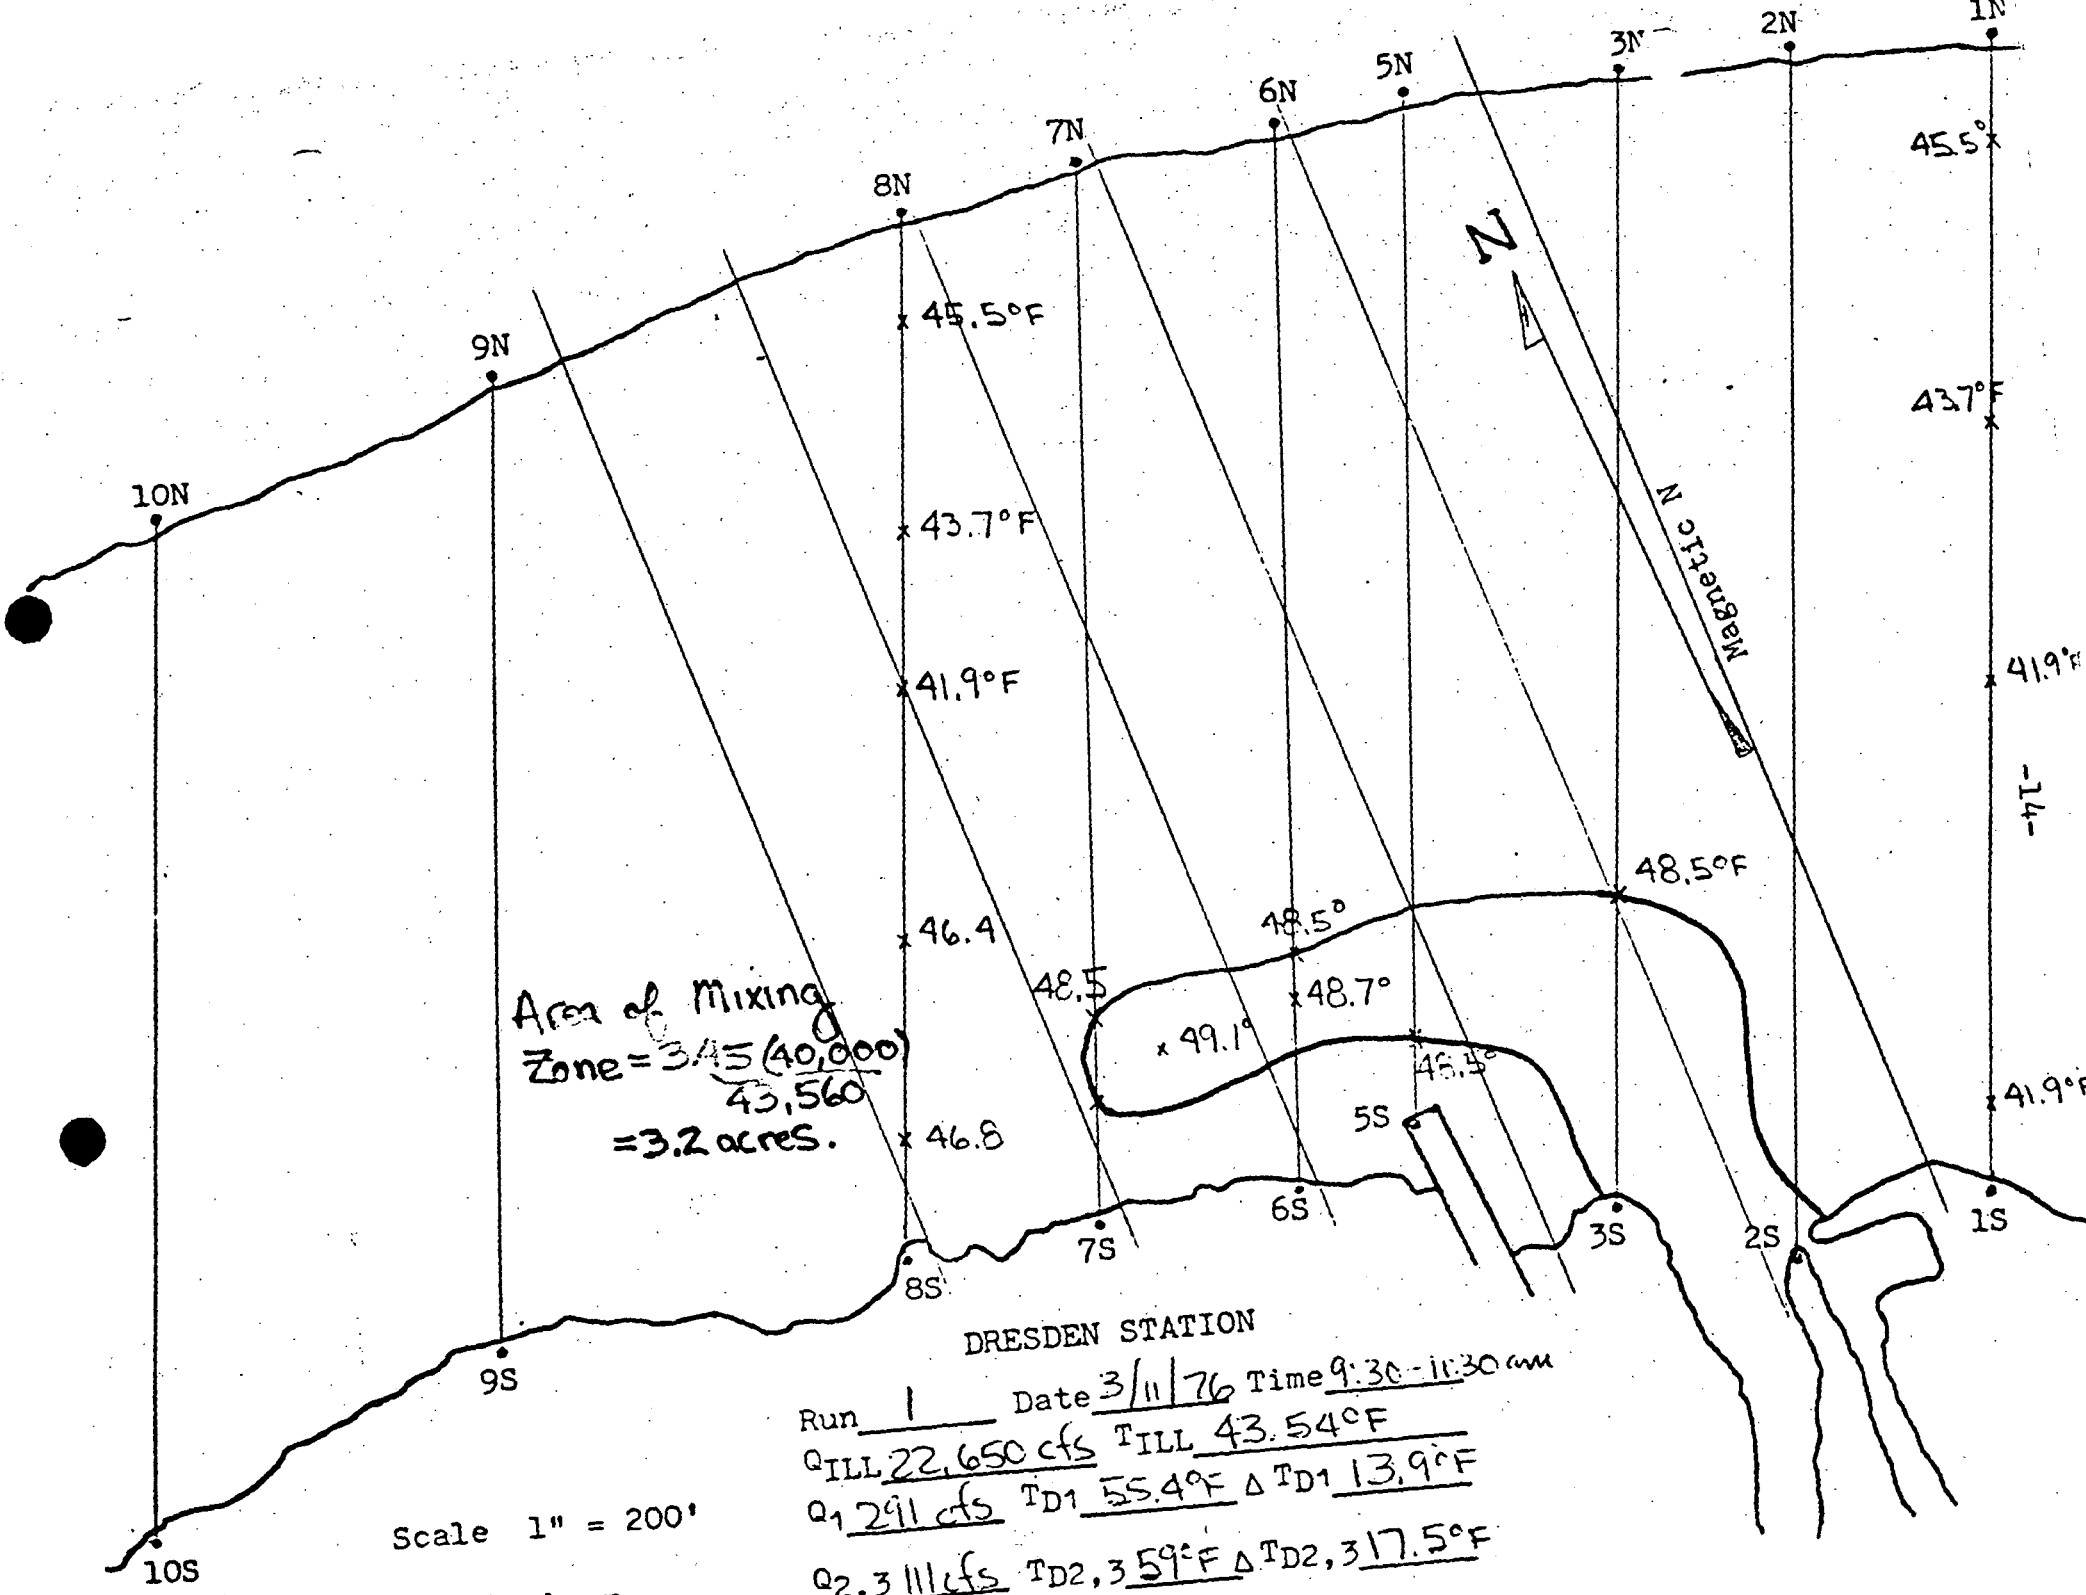 1N
2N
3N
5N
6N
7N
8N
9N
10N
45.5°
N
45.5°F
43.7°F
43.7°F
Magnetic N
41.9°F
41.9°F
-14-
48.5°F
48.5°
46.4
48.5
48.7°
49.1°
Area of Mixing
Zone = 3.45 (40,000)
43,560
= 3.2 acres.
41.9°F
5S
46.8
6S
3S
1S
7S
2S
8S
9S
10S
DRESDEN STATION
Run 1 Date 3/11/76 Time 9:30-11:30 am
QILL 22,650 cfs TILL 43.54°F
Q1 291 cfs TD1 55.4°F Δ TD1 13.9°F
Scale 1" = 200'
Q2,3 111 cfs TD2,3 59°F Δ TD2,3 17.5°F